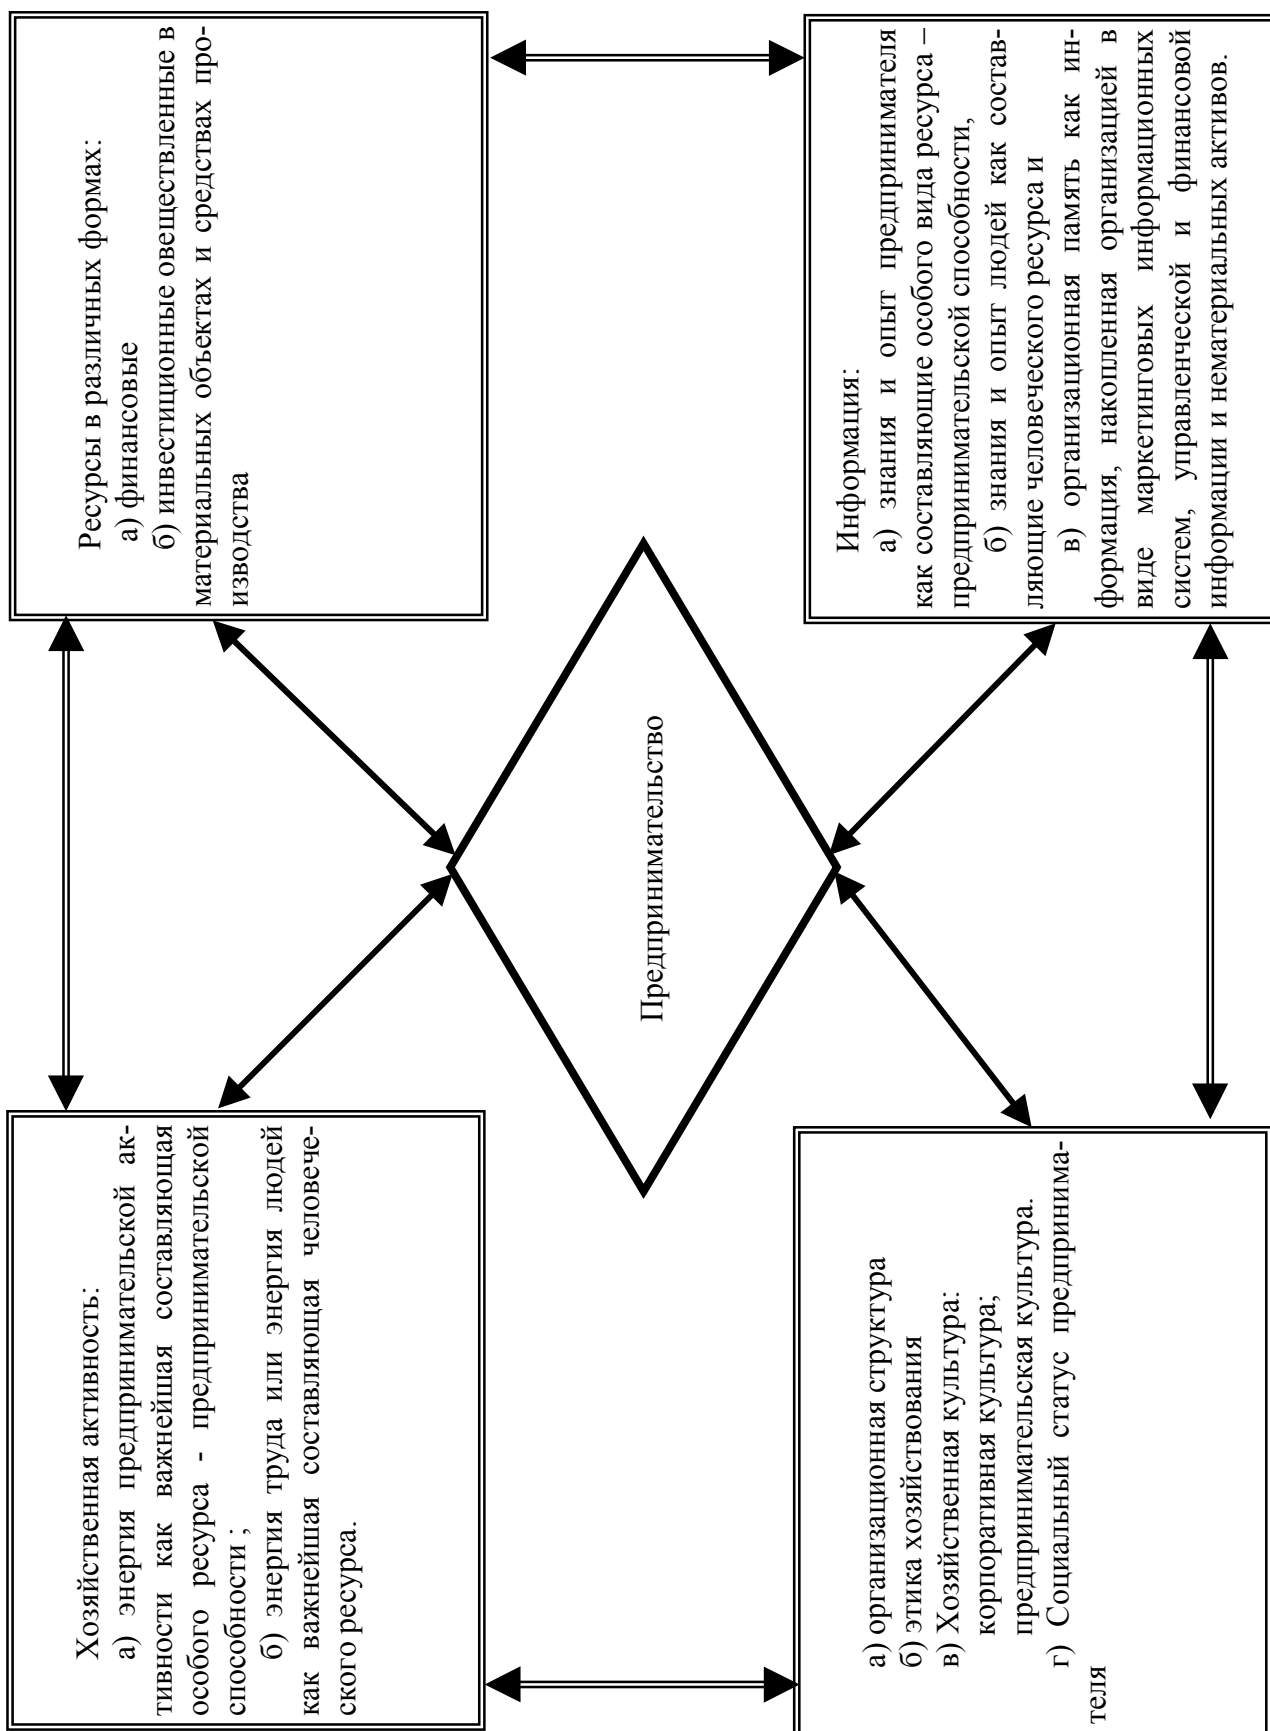 Хозяйственная активность:
а) энергия предпринимательской ак-
тивности как важнейшая составляющая
особого ресурса - предпринимательской
способности ;
б) энергия труда или энергия людей
как важнейшая составляющая человече-
ского ресурса.
Ресурсы в различных формах:
а) финансовые
б) инвестиционные овеществленные в
материальных объектах и средствах про-
изводства
Предпринимательство
а) организационная структура
б) этика хозяйствования
в) Хозяйственная культура:
корпоративная культура;
предпринимательская культура.
г) Социальный статус предпринима-
теля
Информация:
а) знания и опыт предпринимателя
как составляющие особого вида ресурса –
предпринимательской способности,
б) знания и опыт людей как состав-
ляющие человеческого ресурса и
в) организационная память как ин-
формация, накопленная организацией в
виде маркетинговых информационных
систем, управленческой и финансовой
информации и нематериальных активов.